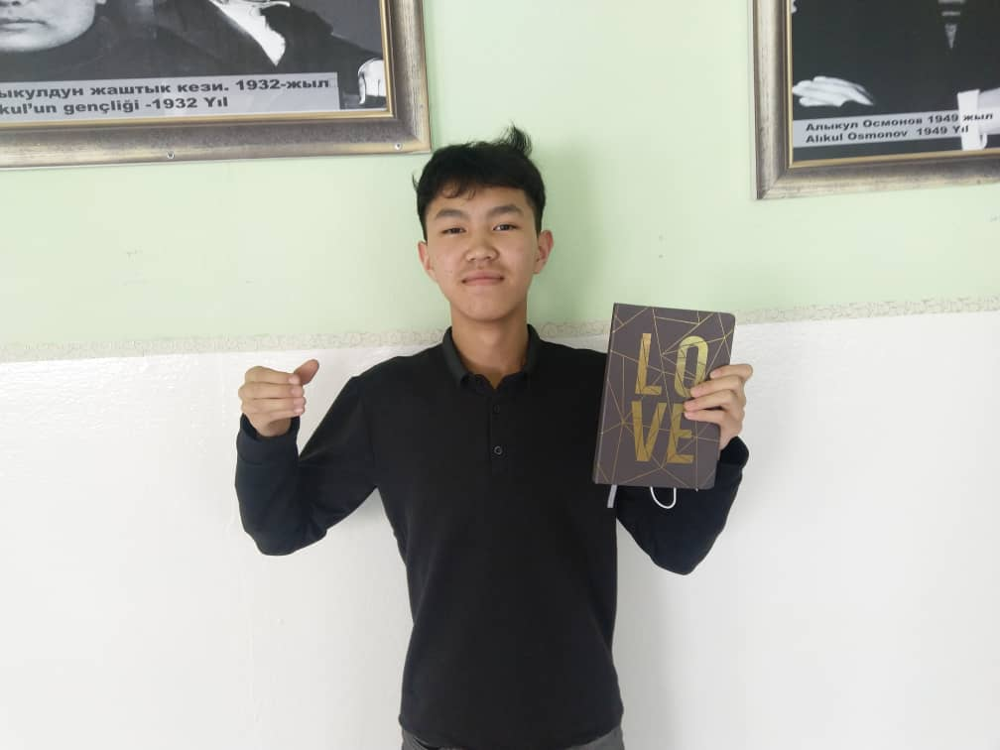 ыкулдун жаштык кези. 1932-жыл
kul'un gençliği -1932 Yıl
Алыкул Осмонов 1949 жыл
Alıkul Osmonov 1949 Yıl
LO
VE